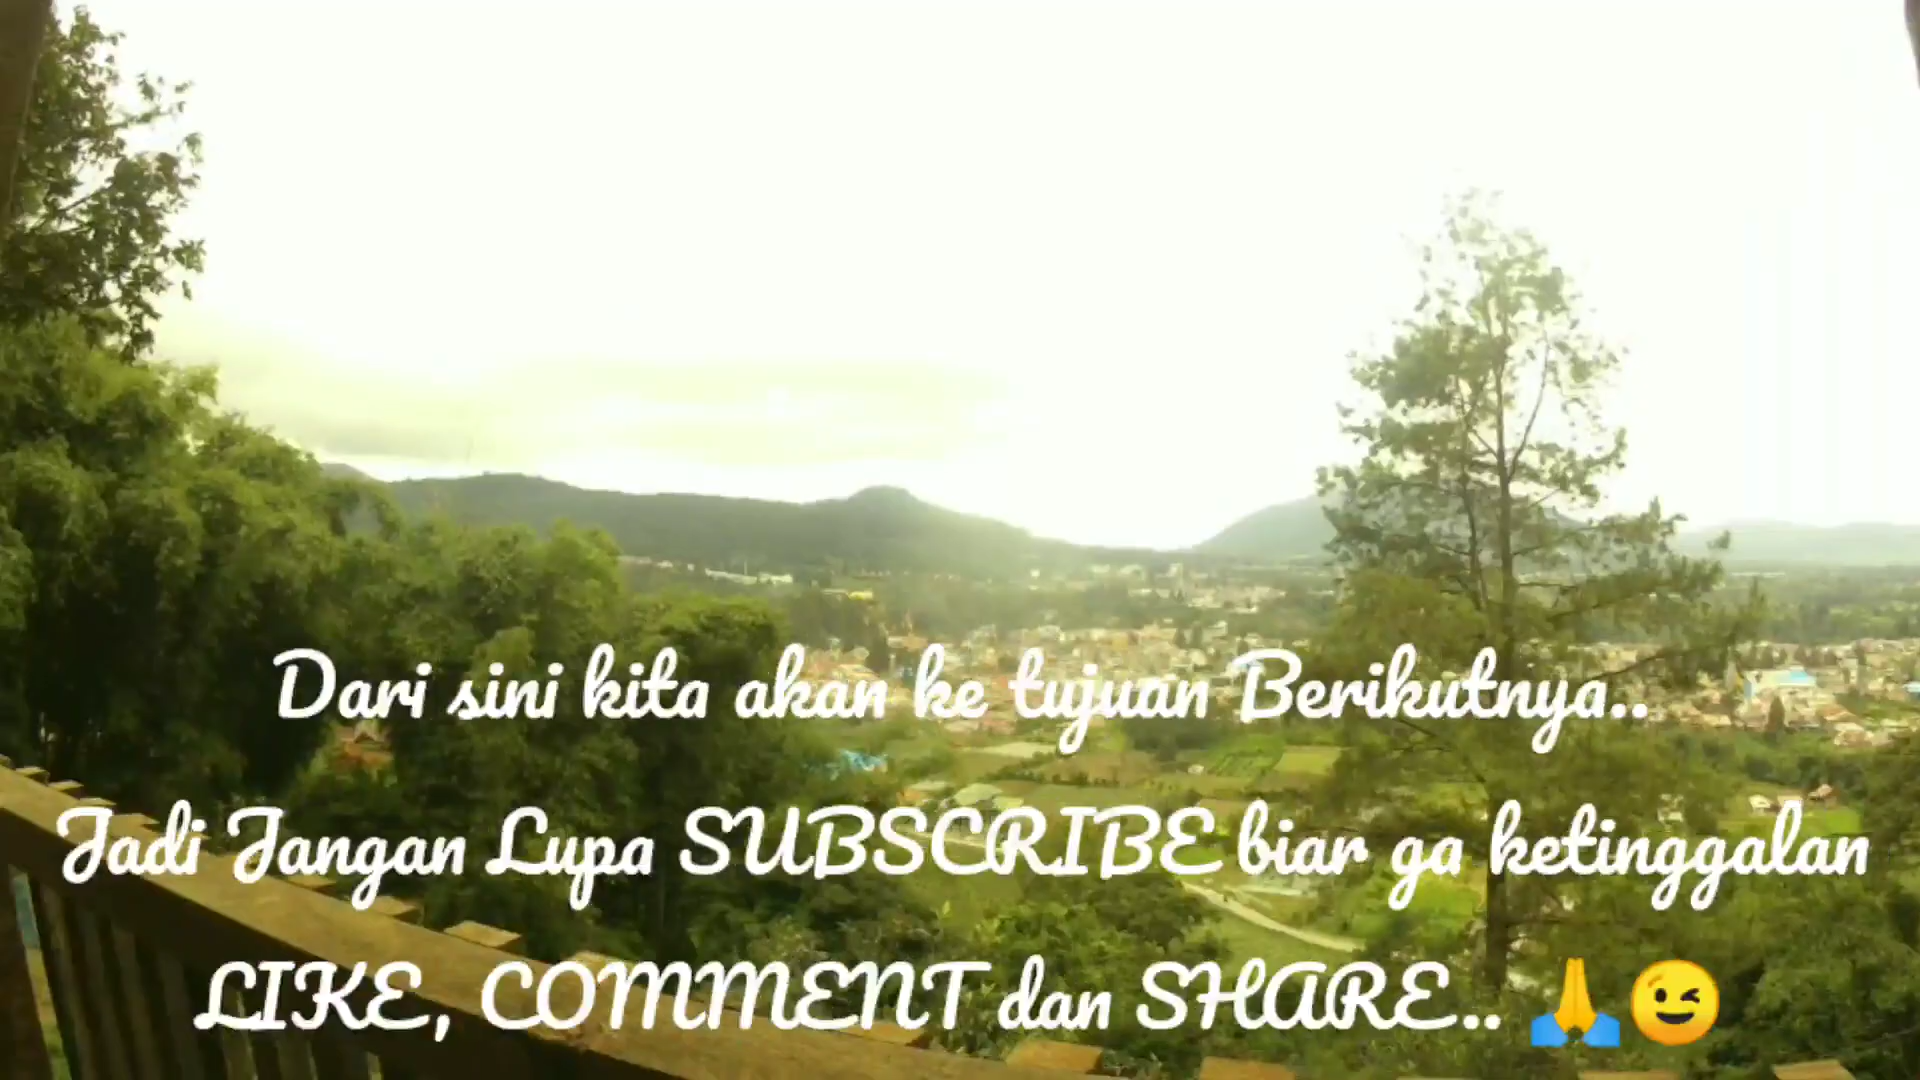 Dari sini kita akan ke tujuan Berikutnya..
Jadi Jangan Lupa SUBSCRIBE biar ga ketinggalan
LIKE, COMMENT dan SHARE.. 🙏😉